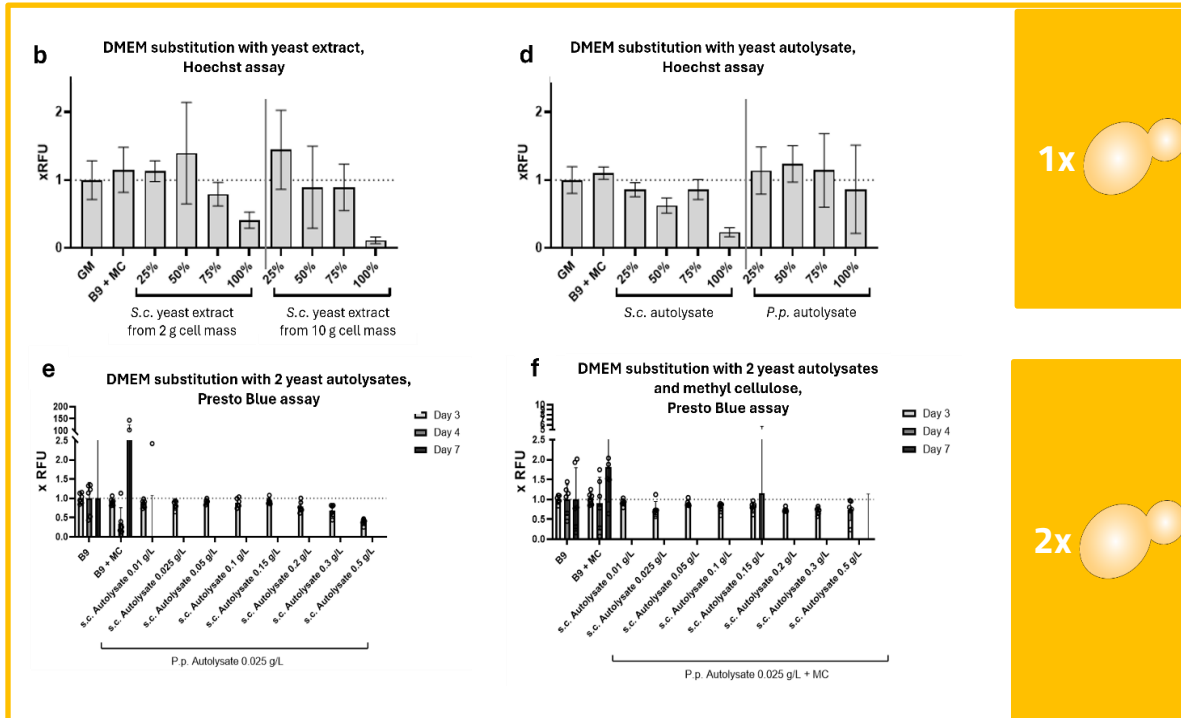 b
DMEM substitution with yeast extract,
Hoechst assay
xRFU
2
1
0
GM
B9 + MC
25%
50%
75%
100%
25%
50%
75%
100%
S.c. yeast extract
from 2 g cell mass
S.c. yeast extract
from 10 g cell mass
d
DMEM substitution with yeast autolysate,
Hoechst assay
xRFU
2
1
0
GM
B9 + MC
25%
50%
75%
100%
25%
50%
75%
100%
S.c. autolysate
P.p. autolysate
1x
e
DMEM substitution with 2 yeast autolysates,
Presto Blue assay
x RFU
200
150
100
2.5
2.0
1.5
1.0
0.5
0.0
Day 3
Day 4
Day 7
B9
B9 + MC
s.c. Autolysate 0.01 g/L
s.c. Autolysate 0.025 g/L
s.c. Autolysate 0.05 g/L
s.c. Autolysate 0.1 g/L
s.c. Autolysate 0.15 g/L
s.c. Autolysate 0.2 g/L
s.c. Autolysate 0.3 g/L
s.c. Autolysate 0.5 g/L
P.p. Autolysate 0.025 g/L
f
DMEM substitution with 2 yeast autolysates
and methyl cellulose,
Presto Blue assay
x RFU
10
2.5
2.0
1.5
1.0
0.5
0.0
Day 3
Day 4
Day 7
B9
B9 + MC
s.c. Autolysate 0.01 g/L
s.c. Autolysate 0.025 g/L
s.c. Autolysate 0.05 g/L
s.c. Autolysate 0.1 g/L
s.c. Autolysate 0.15 g/L
s.c. Autolysate 0.2 g/L
s.c. Autolysate 0.3 g/L
s.c. Autolysate 0.5 g/L
P.p. Autolysate 0.025 g/L + MC
2x